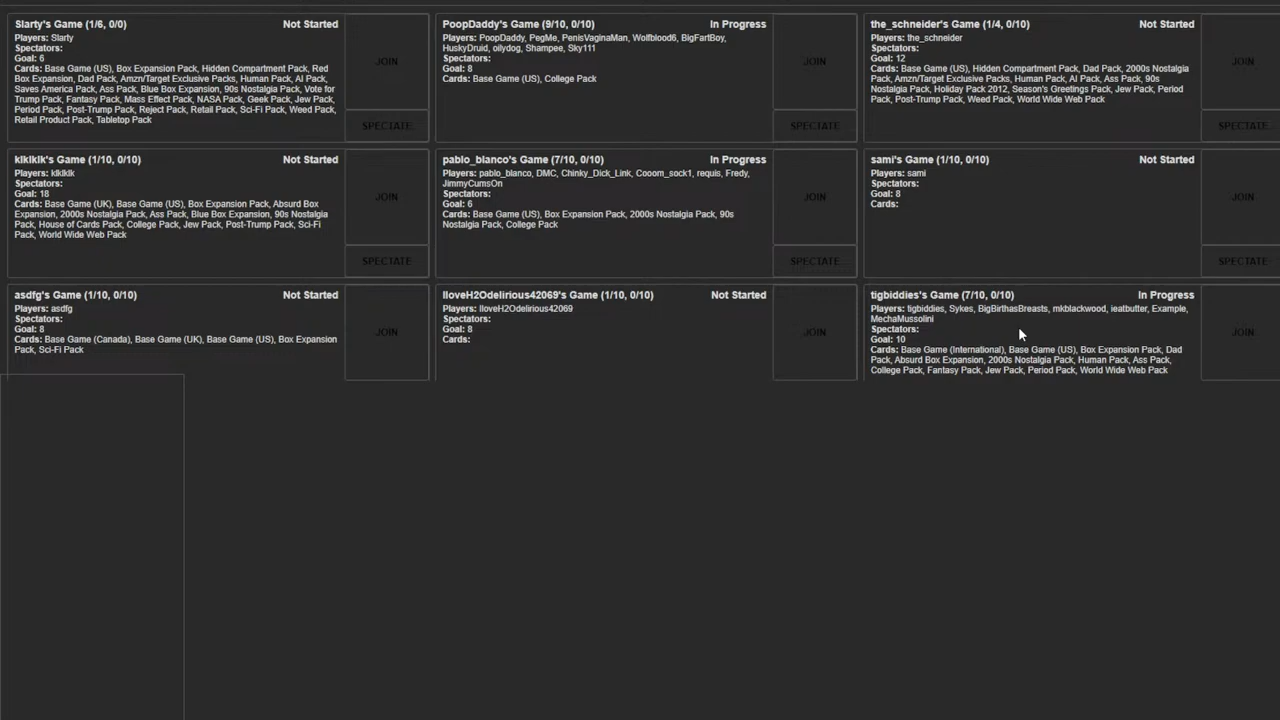 Slarty's Game (1/6, 0/0) Not Started
Players: Slarty
Spectators:
Goal: 6
Cards: Base Game (US), Box Expansion Pack, Hidden Compartment Pack, Red
Box Expansion, Dad Pack, Amzn/Target Exclusive Packs, Human Pack, AI Pack,
Saves America Pack, Ass Pack, Blue Box Expansion, 90s Nostalgia Pack, Vote for
Trump Pack, Fantasy Pack, Mass Effect Pack, NASA Pack, Geek Pack, Jew Pack,
Period Pack, Post-Trump Pack, Reject Pack, Retail Pack, Sci-Fi Pack, Weed Pack,
Retail Product Pack, Tabletop Pack
JOIN
SPECTATE
PoopDaddy's Game (9/10, 0/10) In Progress
Players: PoopDaddy, PegMe, PenisVaginaMan, Wolfblood6, BigFartBoy,
HuskyDruid, oilydog, Shampee, Sky111
Spectators:
Goal: 8
Cards: Base Game (US), College Pack
JOIN
SPECTATE
the_schneider's Game (1/4, 0/10) Not Started
Players: the_schneider
Spectators:
Goal: 12
Cards: Base Game (US), Hidden Compartment Pack, Dad Pack, 2000s Nostalgia
Pack, Amzn/Target Exclusive Packs, Human Pack, AI Pack, Ass Pack, 90s
Nostalgia Pack, Holiday Pack 2012, Season's Greetings Pack, Jew Pack, Period
Pack, Post-Trump Pack, Weed Pack, World Wide Web Pack
JOIN
SPECTATE
klklklk's Game (1/10, 0/10) Not Started
Players: klklklk
Spectators:
Goal: 18
Cards: Base Game (UK), Base Game (US), Box Expansion Pack, Absurd Box
Expansion, 2000s Nostalgia Pack, Ass Pack, Blue Box Expansion, 90s Nostalgia
Pack, House of Cards Pack, College Pack, Jew Pack, Post-Trump Pack, Sci-Fi
Pack, World Wide Web Pack
JOIN
SPECTATE
pablo_blanco's Game (7/10, 0/10) In Progress
Players: pablo_blanco, DMC, Chinky_Dick_Link, Cooom_sock1, requis, Fredy,
JimmyCumsOn
Spectators:
Goal: 6
Cards: Base Game (US), Box Expansion Pack, 2000s Nostalgia Pack, 90s
Nostalgia Pack, College Pack
JOIN
SPECTATE
sami's Game (1/10, 0/10) Not Started
Players: sami
Spectators:
Goal: 8
Cards:
JOIN
SPECTATE
asdfg's Game (1/10, 0/10) Not Started
Players: asdfg
Spectators:
Goal: 8
Cards: Base Game (Canada), Base Game (UK), Base Game (US), Box Expansion
Pack, Sci-Fi Pack
JOIN
IloveH2Odelirious42069's Game (1/10, 0/10) Not Started
Players: IloveH2Odelirious42069
Spectators:
Goal: 8
Cards:
JOIN
tigbiddies's Game (7/10, 0/10) In Progress
Players: tigbiddies, Sykes, BigBirthasBreasts, mkblackwood, ieatbutter, Example,
MechaMussolini
Spectators:
Goal: 10
Cards: Base Game (International), Base Game (US), Box Expansion Pack, Dad
Pack, Absurd Box Expansion, 2000s Nostalgia Pack, Human Pack, Ass Pack,
College Pack, Fantasy Pack, Jew Pack, Period Pack, World Wide Web Pack
JOIN